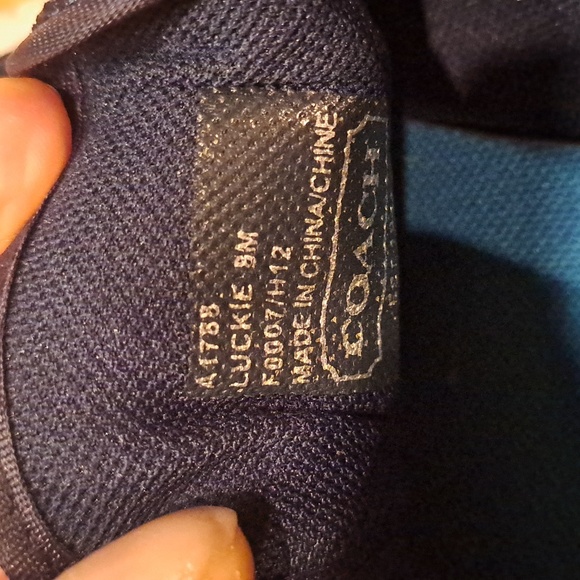 A1788
LUCKIE 8M
F0007/H12
MADE IN CHINA/CHINE
COACH